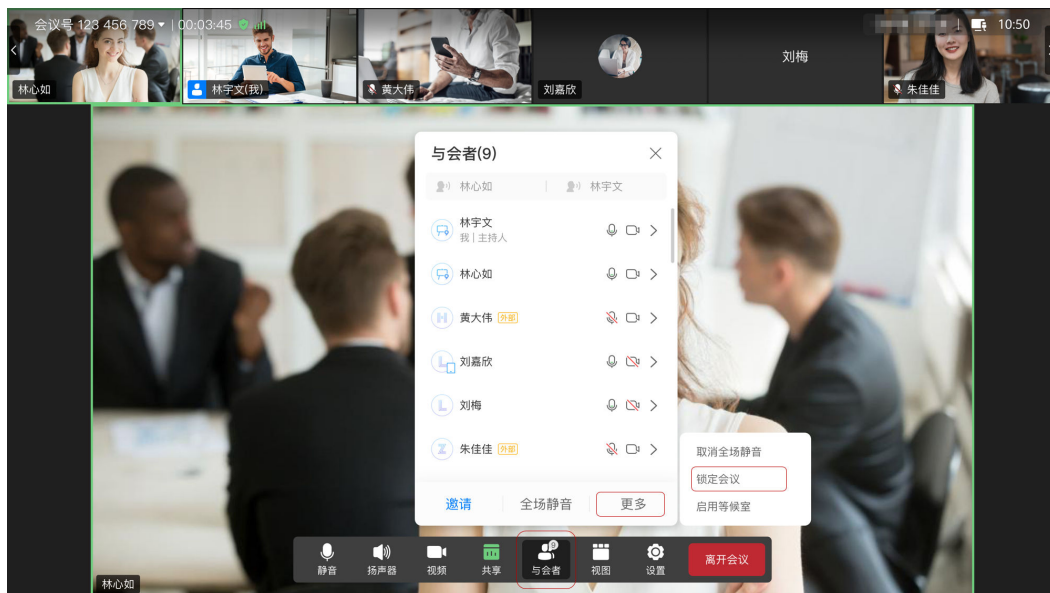 会议号 123 456 789 00:03:45
10:50
林心如
林宇文(我)
黄大伟
刘嘉欣
刘梅
朱佳佳
与会者(9)
林心如 林宇文
林宇文
我 | 主持人
林心如
H 黄大伟 外部
L 刘嘉欣
L 刘梅
Z 朱佳佳 外部
邀请 全场静音 更多
取消全场静音
锁定会议
启用等候室
9
静音 扬声器 视频 共享 与会者 视图 设置 离开会议
林心如